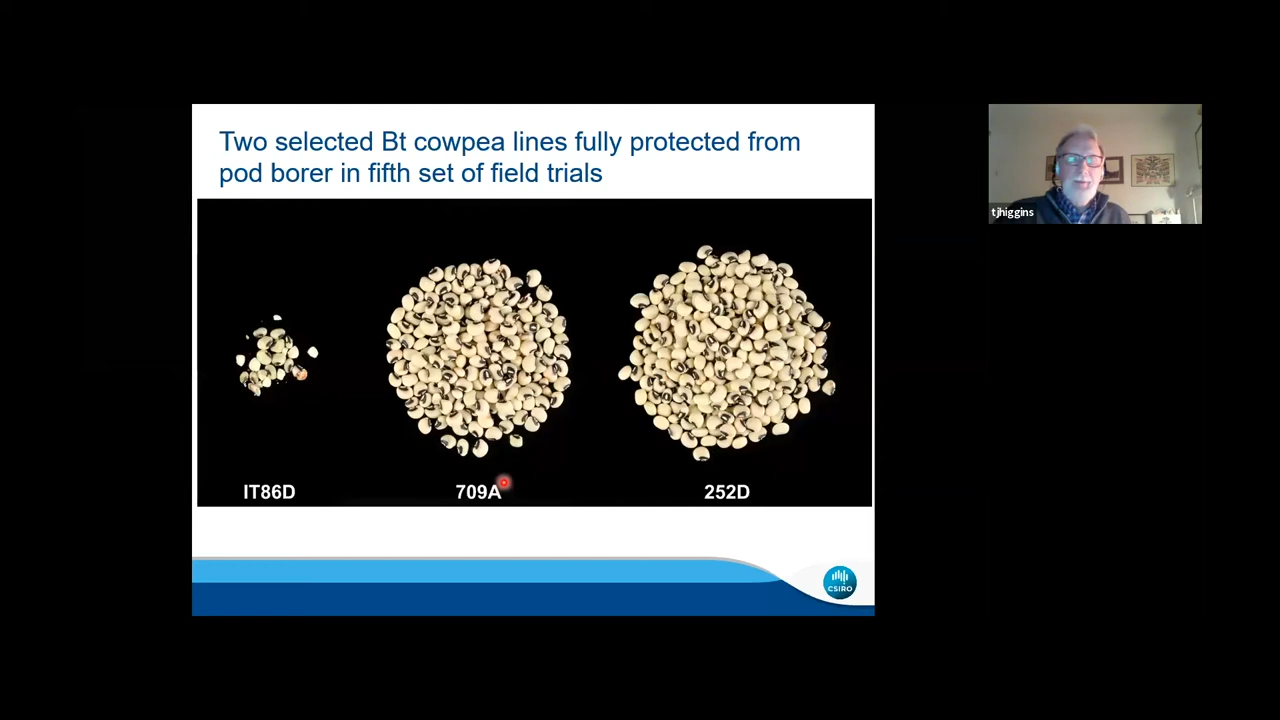 Two selected Bt cowpea lines fully protected from
pod borer in fifth set of field trials
tjhiggins
IT86D
709A
252D
CSIRO